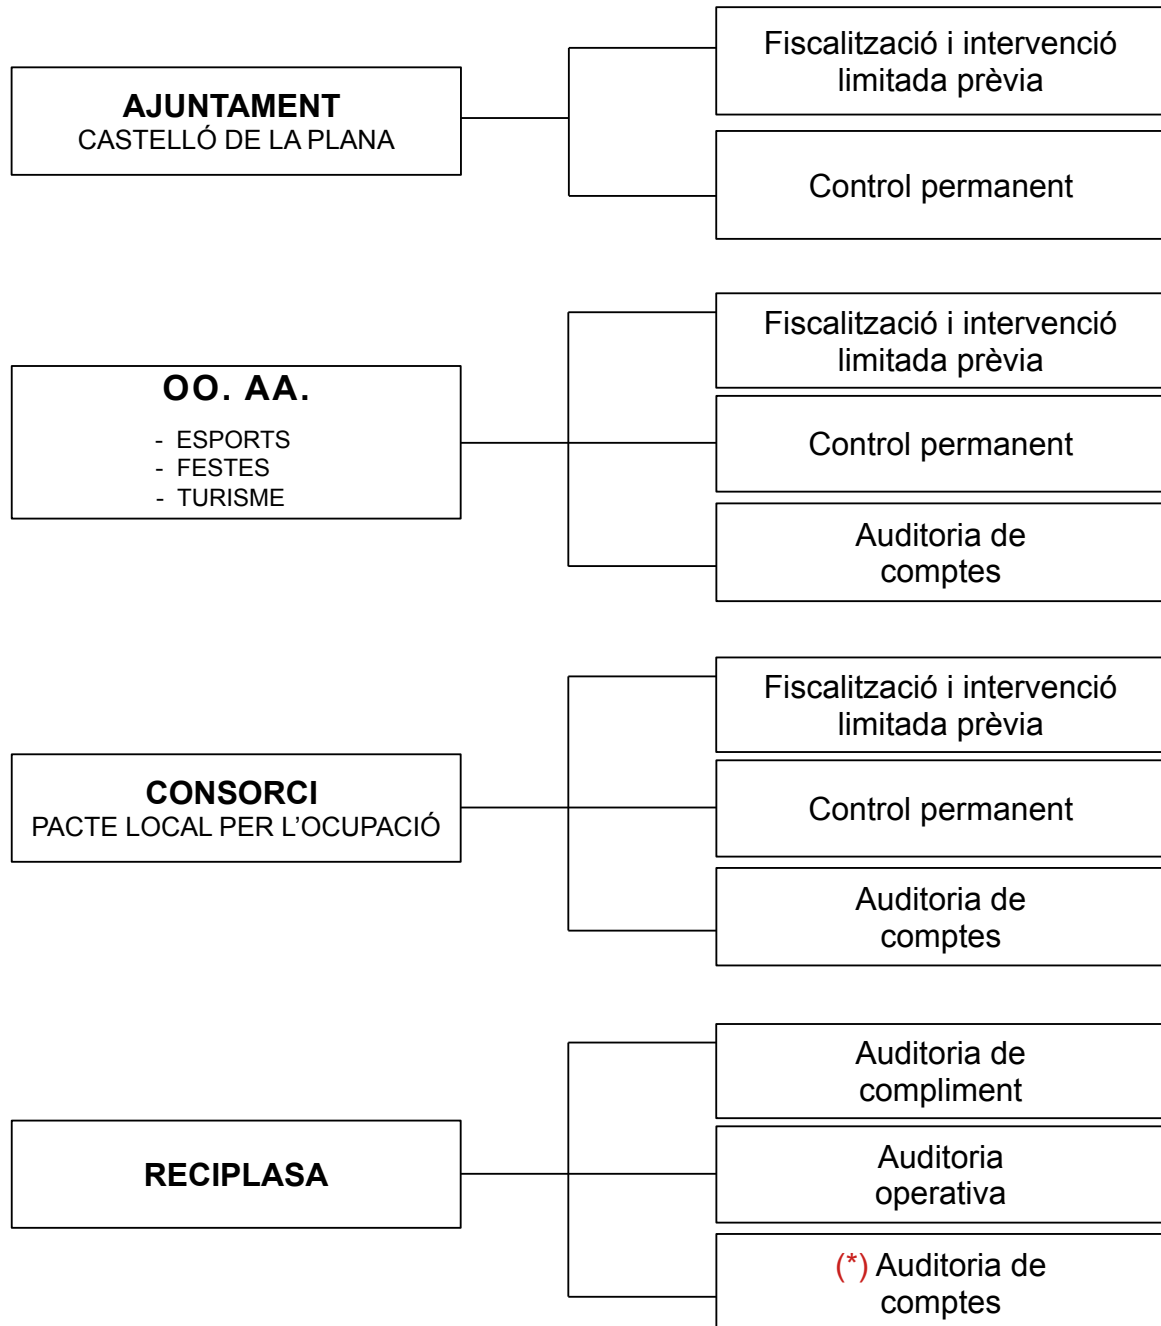 AJUNTAMENT
CASTELLÓ DE LA PLANA
Fiscalització i intervenció
limitada prèvia
Control permanent
OO. AA.
- ESPORTS
- FESTES
- TURISME
Fiscalització i intervenció
limitada prèvia
Control permanent
Auditoria de
comptes
CONSORCI
PACTE LOCAL PER L’OCUPACIÓ
Fiscalització i intervenció
limitada prèvia
Control permanent
Auditoria de
comptes
RECIPLASA
Auditoria de
compliment
Auditoria
operativa
(*) Auditoria de
comptes